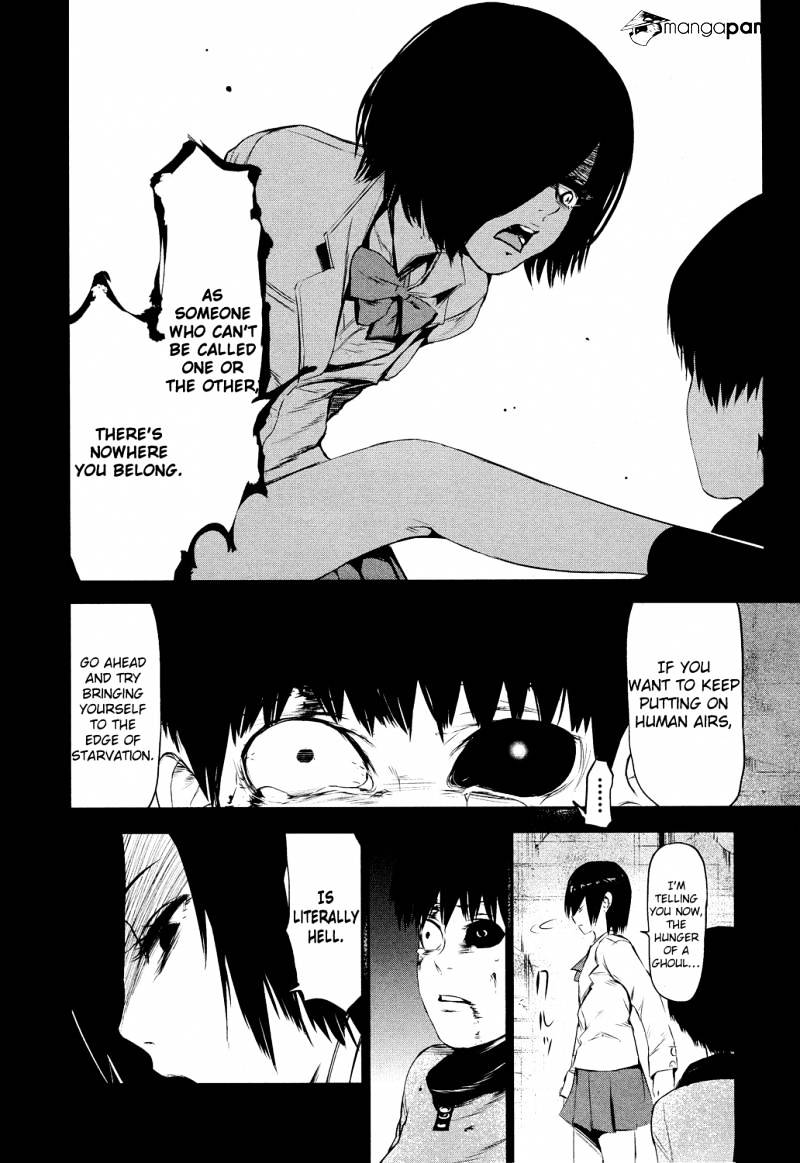 mangapan
AS
SOMEONE
WHO CAN'T
BE CALLED
ONE OR
THE OTHER,
THERE'S
NOWHERE
YOU BELONG.
IF YOU
WANT TO KEEP
PUTTING ON
HUMAN AIRS,
GO AHEAD
AND TRY
BRINGING
YOURSELF
TO THE
EDGE OF
STARVATION.
......
I'M
TELLING
YOU NOW,
THE
HUNGER
OF A
GHOUL...
IS
LITERALLY
HELL.